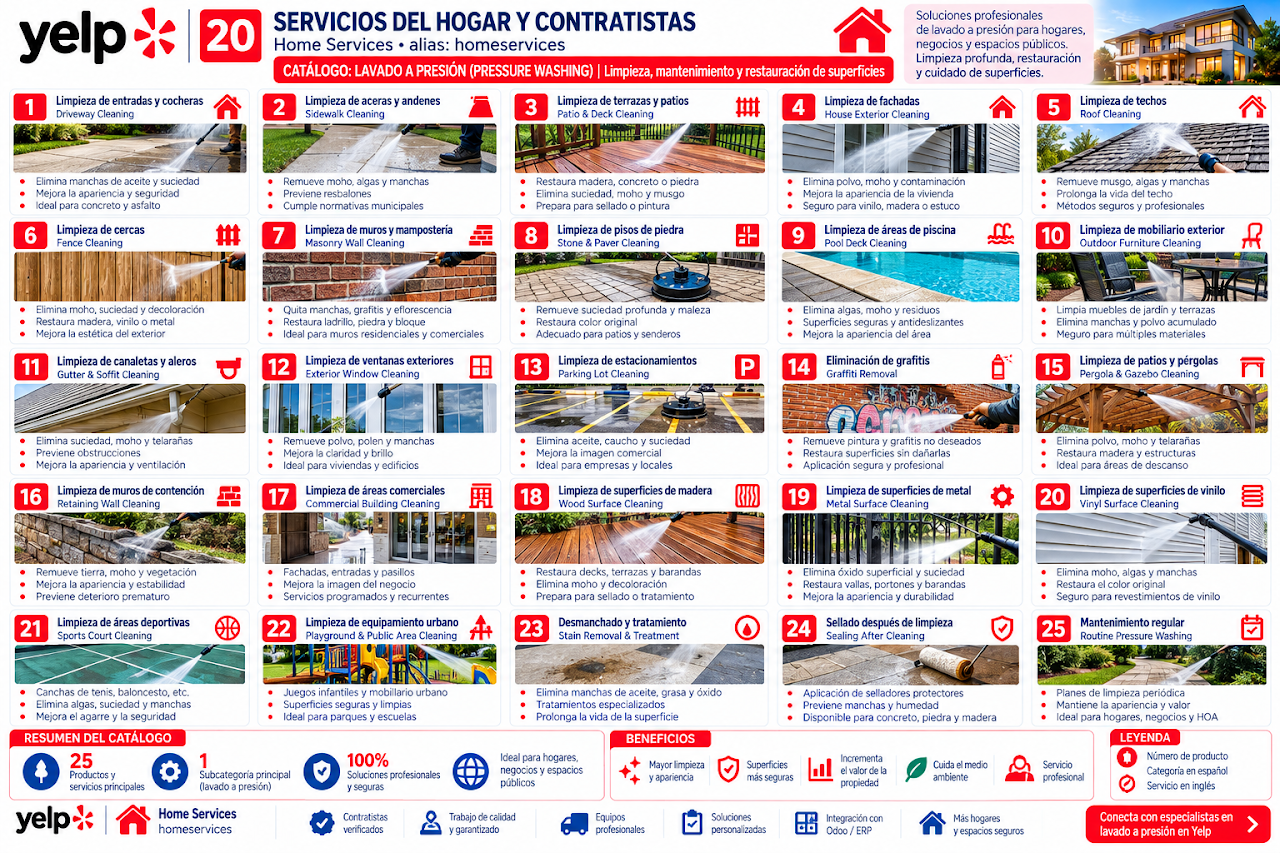 yelp
20
SERVICIOS DEL HOGAR Y CONTRATISTAS
Home Services • alias: homeservices
CATÁLOGO: LAVADO A PRESIÓN (PRESSURE WASHING) | Limpieza, mantenimiento y restauración de superficies
Soluciones profesionales
de lavado a presión para hogares,
negocios y espacios públicos.
Limpieza profunda, restauración
y cuidado de superficies.
1
Limpieza de entradas y cocheras
Driveway Cleaning
• Elimina manchas de aceite y suciedad
• Mejora la apariencia y seguridad
• Ideal para concreto y asfalto
2
Limpieza de aceras y andenes
Sidewalk Cleaning
• Remueve moho, algas y manchas
• Previene resbalones
• Cumple normativas municipales
3
Limpieza de terrazas y patios
Patio & Deck Cleaning
• Restaura madera, concreto o piedra
• Elimina suciedad, moho y musgo
• Prepara para sellado o pintura
4
Limpieza de fachadas
House Exterior Cleaning
• Elimina polvo, moho y contaminación
• Mejora la apariencia de la vivienda
• Seguro para vinilo, madera o estuco
5
Limpieza de techos
Roof Cleaning
• Remueve musgo, algas y manchas
• Prolonga la vida del techo
• Métodos seguros y profesionales
6
Limpieza de cercas
Fence Cleaning
• Elimina moho, suciedad y decoloración
• Restaura madera, vinilo o metal
• Mejora la estética del exterior
7
Limpieza de muros y mampostería
Masonry Wall Cleaning
• Quita manchas, grafitis y eflorescencia
• Restaura ladrillo, piedra y bloque
• Ideal para muros residenciales y comerciales
8
Limpieza de pisos de piedra
Stone & Paver Cleaning
• Remueve suciedad profunda y maleza
• Restaura color original
• Adecuado para patios y senderos
9
Limpieza de áreas de piscina
Pool Deck Cleaning
• Elimina algas, moho y residuos
• Superficies seguras y antideslizantes
• Mejora la apariencia del área
10
Limpieza de mobiliario exterior
Outdoor Furniture Cleaning
• Limpia muebles de jardín y terrazas
• Elimina manchas y polvo acumulado
• Meguro para múltiples materiales
11
Limpieza de canaletas y aleros
Gutter & Soffit Cleaning
• Elimina suciedad, moho y telarañas
• Previene obstrucciones
• Mejora la apariencia y ventilación
12
Limpieza de ventanas exteriores
Exterior Window Cleaning
• Remueve polvo, polen y manchas
• Mejora la claridad y brillo
• Ideal para viviendas y edificios
13
Limpieza de estacionamientos
Parking Lot Cleaning
P
• Elimina aceite, caucho y suciedad
• Mejora la imagen comercial
• Ideal para empresas y locales
14
Eliminación de grafitis
Graffiti Removal
• Remueve pintura y grafitis no deseados
• Restaura superficies sin dañarlas
• Aplicación segura y profesional
15
Limpieza de patios y pérgolas
Pergola & Gazebo Cleaning
• Elimina polvo, moho y telarañas
• Restaura madera y estructuras
• Ideal para áreas de descanso
16
Limpieza de muros de contención
Retaining Wall Cleaning
• Remueve tierra, moho y vegetación
• Mejora la apariencia y estabilidad
• Previene deterioro prematuro
17
Limpieza de áreas comerciales
Commercial Building Cleaning
• Fachadas, entradas y pasillos
• Mejora la imagen del negocio
• Servicios programados y recurrentes
18
Limpieza de superficies de madera
Wood Surface Cleaning
• Restaura decks, terrazas y barandas
• Elimina moho y decoloración
• Prepara para sellado o tratamiento
19
Limpieza de superficies de metal
Metal Surface Cleaning
• Elimina óxido superficial y suciedad
• Restaura vallas, portones y barandas
• Mejora la apariencia y durabilidad
20
Limpieza de superficies de vinilo
Vinyl Surface Cleaning
• Elimina moho, algas y manchas
• Restaura el color original
• Seguro para revestimientos de vinilo
21
Limpieza de áreas deportivas
Sports Court Cleaning
• Canchas de tenis, baloncesto, etc.
• Elimina algas, suciedad y manchas
• Mejora el agarre y la seguridad
22
Limpieza de equipamiento urbano
Playground & Public Area Cleaning
• Juegos infantiles y mobiliario urbano
• Superficies seguras y limpias
• Ideal para parques y escuelas
23
Desmanchado y tratamiento
Stain Removal & Treatment
• Elimina manchas de aceite, grasa y óxido
• Tratamientos especializados
• Prolonga la vida de la superficie
24
Sellado después de limpieza
Sealing After Cleaning
• Aplicación de selladores protectores
• Previene manchas y humedad
• Disponible para concreto, piedra y madera
25
Mantenimiento regular
Routine Pressure Washing
• Planes de limpieza periódica
• Mantiene la apariencia y valor
• Ideal para hogares, negocios y HOA
RESUMEN DEL CATÁLOGO
25
Productos y
servicios principales
1
Subcategoría principal
(lavado a presión)
100%
Soluciones profesionales
y seguras
Ideal para hogares,
negocios y espacios
públicos
BENEFICIOS
Mayor limpieza
y apariencia
Superficies
más seguras
Incrementa
el valor de la
propiedad
Cuida el medio
ambiente
Servicio
profesional
LEYENDA
Número de producto
Categoría en español
Servicio en inglés
yelp
Home Services
homeservices
Contratistas
verificados
Trabajo de calidad
y garantizado
Equipos
profesionales
Soluciones
personalizadas
Integración con
Odoo / ERP
Más hogares
y espacios seguros
Conecta con especialistas en
lavado a presión en Yelp